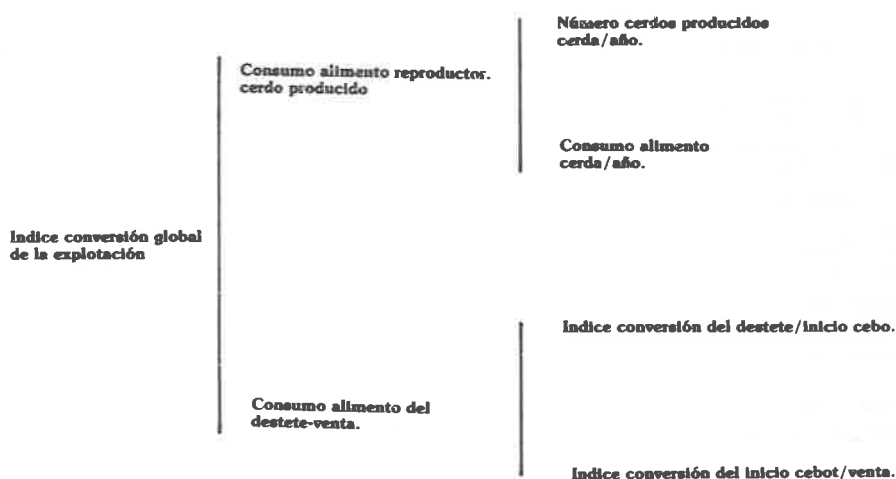 Número cerdos producidos
cerda/año.
Consumo alimento reproductor.
cerdo producido
Consumo alimento
cerda/año.
Indice conversión global
de la explotación
Indice conversión del destete/inicio cebo.
Consumo alimento del
destete-venta.
Indice conversión del inicio cebot/venta.